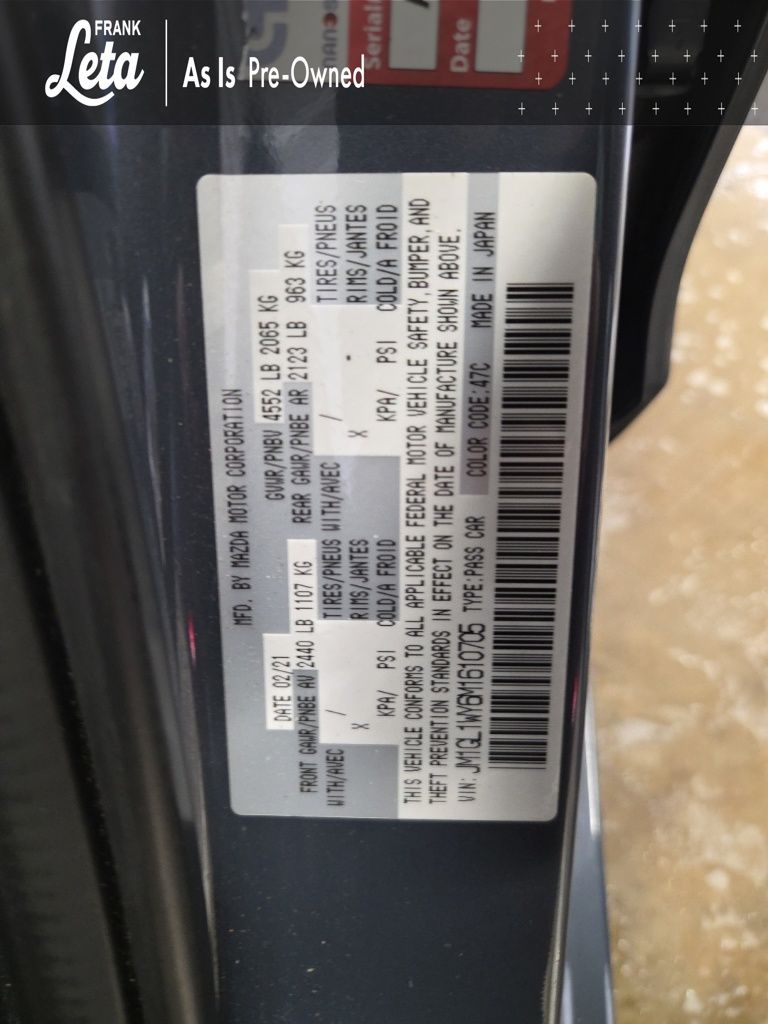 FRANK
Leta
As Is Pre-Owned
Serial
Date
MFD. BY MAZDA MOTOR CORPORATION
DATE 02/21 GVWR/PNBV 4552 LB 2065 KG
FRONT GAWR/PNBE AV 2440 LB 1107 KG REAR GAWR/PNBE AR 2123 LB 963 KG
WITH/AVEC / TIRES/PNEUS WITH/AVEC / TIRES/PNEUS
X RIMS/JANTES X RIMS/JANTES
KPA/ PSI COLD/A FROID KPA/ PSI COLD/A FROID
THIS VEHICLE CONFORMS TO ALL APPLICABLE FEDERAL MOTOR VEHICLE SAFETY, BUMPER, AND
THEFT PREVENTION STANDARDS IN EFFECT ON THE DATE OF MANUFACTURE SHOWN ABOVE.
VIN: JM1GL1WY6M1610705 TYPE:PASS CAR COLOR CODE:47C MADE IN JAPAN